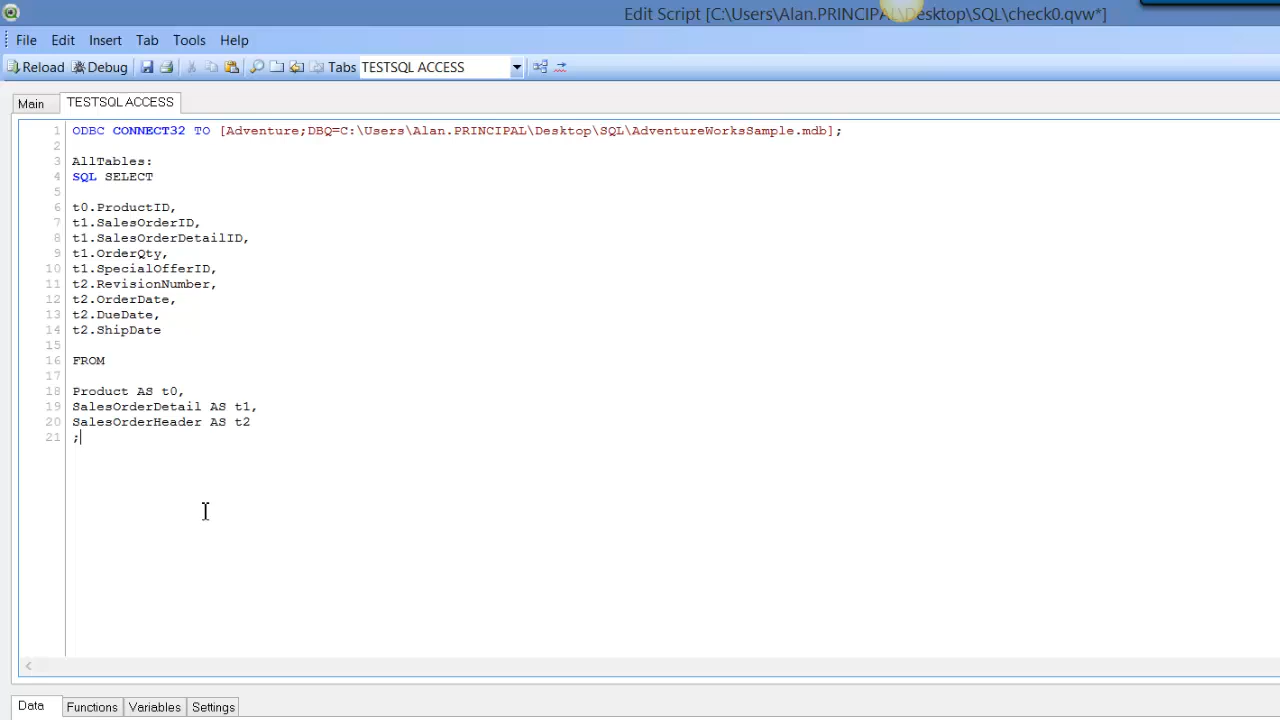 Edit Script [C:\Users\Alan.PRINCIPAL\Desktop\SQL\check0.qvw*]
File Edit Insert Tab Tools Help
Reload Debug Tabs TESTSQL ACCESS
Main TESTSQL ACCESS
1 ODBC CONNECT32 TO [Adventure;DBQ=C:\Users\Alan.PRINCIPAL\Desktop\SQL\AdventureWorksSample.mdb];
2
3 AllTables:
4 SQL SELECT
5
6 t0.ProductID,
7 t1.SalesOrderID,
8 t1.SalesOrderDetailID,
9 t1.OrderQty,
10 t1.SpecialOfferID,
11 t2.RevisionNumber,
12 t2.OrderDate,
13 t2.DueDate,
14 t2.ShipDate
15
16 FROM
17
18 Product AS t0,
19 SalesOrderDetail AS t1,
20 SalesOrderHeader AS t2
21 ;
Data Functions Variables Settings